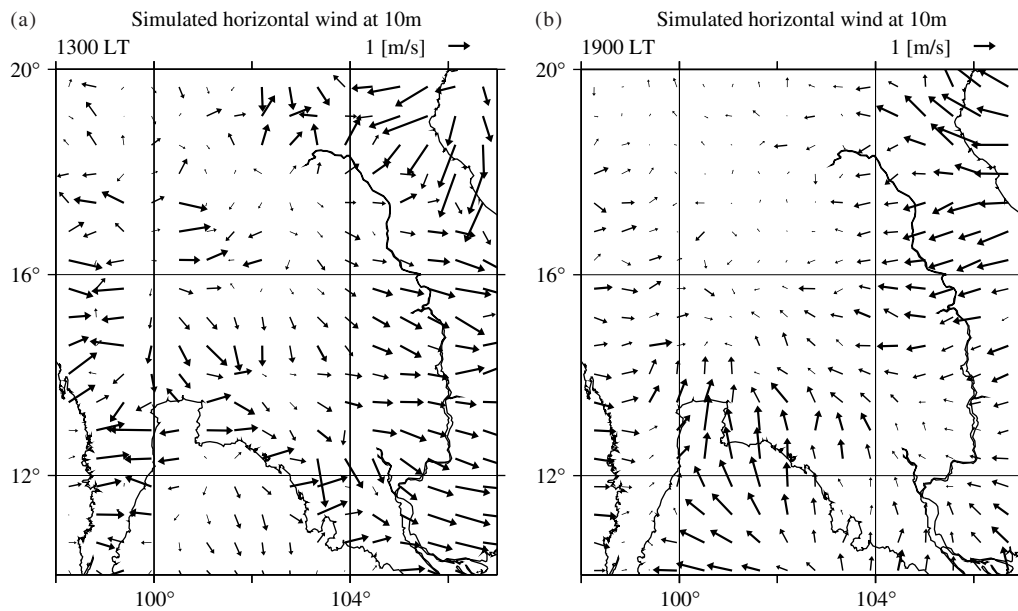 (a) Simulated horizontal wind at 10m
1300 LT 1 [m/s]
20°
16°
12°
100° 104°
(b) Simulated horizontal wind at 10m
1900 LT 1 [m/s]
20°
16°
12°
100° 104°